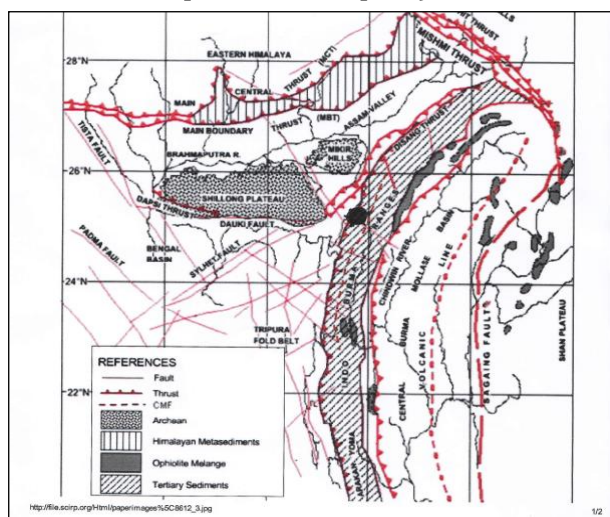 28°N
EASTERN HIMALAYA
THRUST (MCT)
MISHMI THRUST
CENTRAL
MAIN
THRUST (MBT)
MAIN BOUNDARY
ASSAM-VALLEY
TISTA FAULT
BRAHMAPUTRA R.
MIKIR
HILLS
DISANG THRUST
26°N
SHILLONG PLATEAU
DAPSI THRUST
DAUKI FAULT
RANGES
BASIN
PADMA FAULT
BENGAL
BASIN
SYLHET FAULT
CHINDWIN RIVER
MOLLASE
LINE
24°N
BURMA
TRIPURA
FOLD BELT
INDO
CENTRAL BURMA
VOLCANIC
SAGAING FAULT
SHAN PLATEAU
22°N
ARAKAN YOMA
REFERENCES
Fault
Thrust
CMF
Archean
Himalayan Metasediments
Ophiolite Melange
Tertiary Sediments
http://file.scirp.org/Html/paperimages%5C8612_3.jpg
1/2